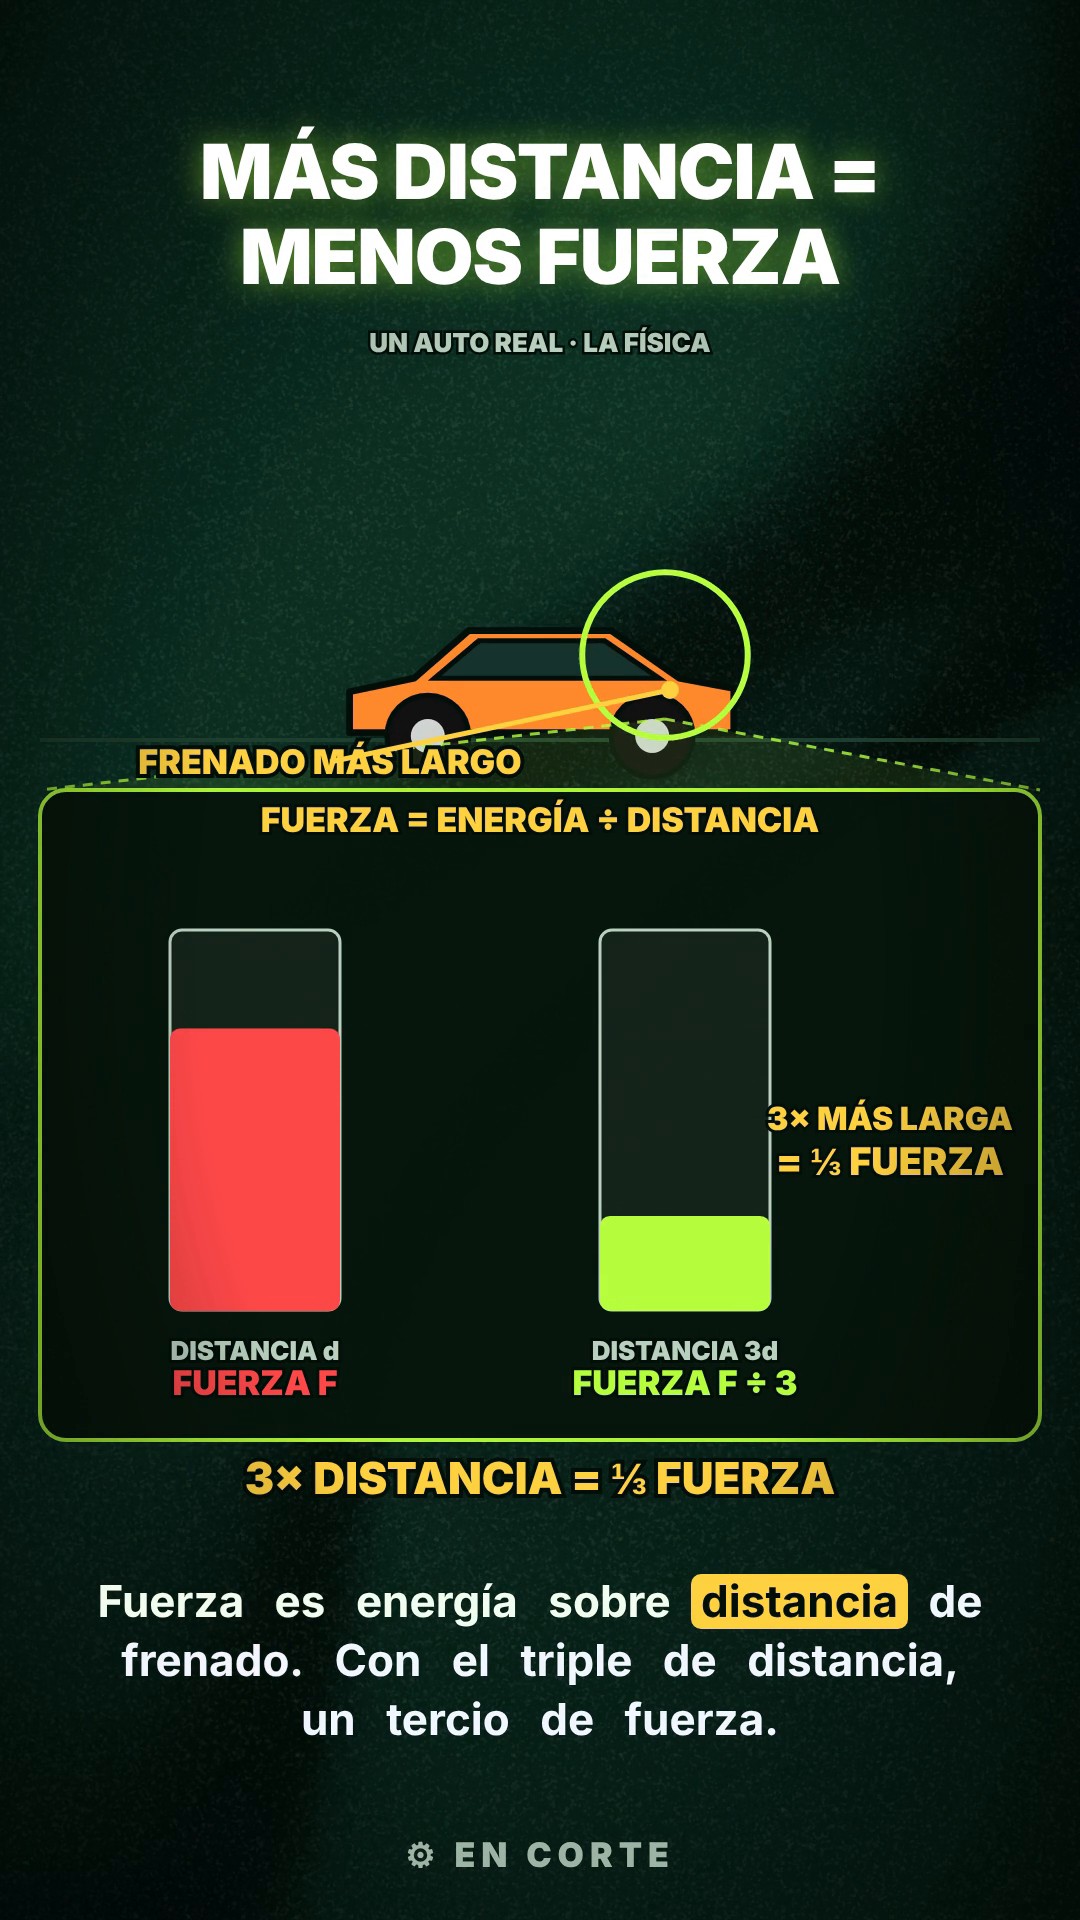 MÁS DISTANCIA =
MENOS FUERZA
UN AUTO REAL · LA FÍSICA
FRENADO MÁS LARGO
FUERZA = ENERGÍA ÷ DISTANCIA
3× MÁS LARGA
= ⅓ FUERZA
DISTANCIA d
FUERZA F
DISTANCIA 3d
FUERZA F ÷ 3
3× DISTANCIA = ⅓ FUERZA
Fuerza es energía sobre distancia de
frenado. Con el triple de distancia,
un tercio de fuerza.
⚙ EN CORTE